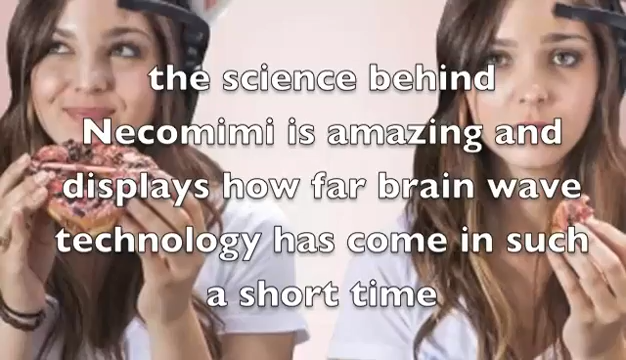 the science behind
Necomimi is amazing and
displays how far brain wave
technology has come in such
a short time